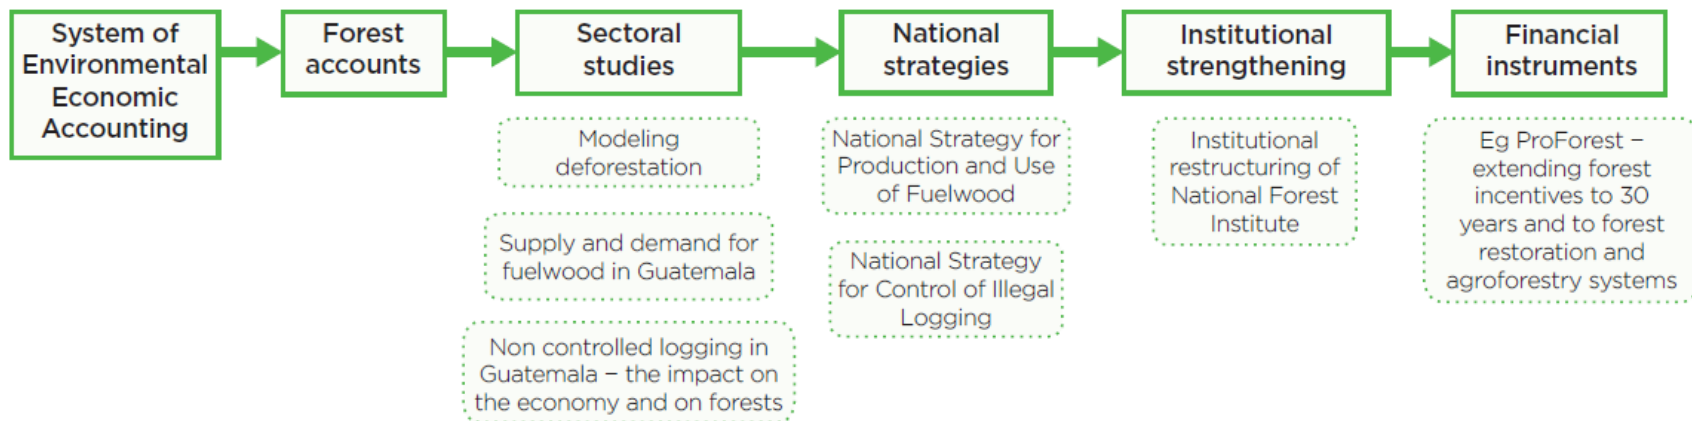 System of
Environmental
Economic
Accounting
Forest
accounts
Sectoral
studies
National
strategies
Institutional
strengthening
Financial
instruments
Modeling
deforestation
Supply and demand for
fuelwood in Guatemala
Non controlled logging in
Guatemala – the impact on
the economy and on forests
National Strategy for
Production and Use
of Fuelwood
National Strategy
for Control of Illegal
Logging
Institutional
restructuring of
National Forest
Institute
Eg ProForest –
extending forest
incentives to 30
years and to forest
restoration and
agroforestry systems